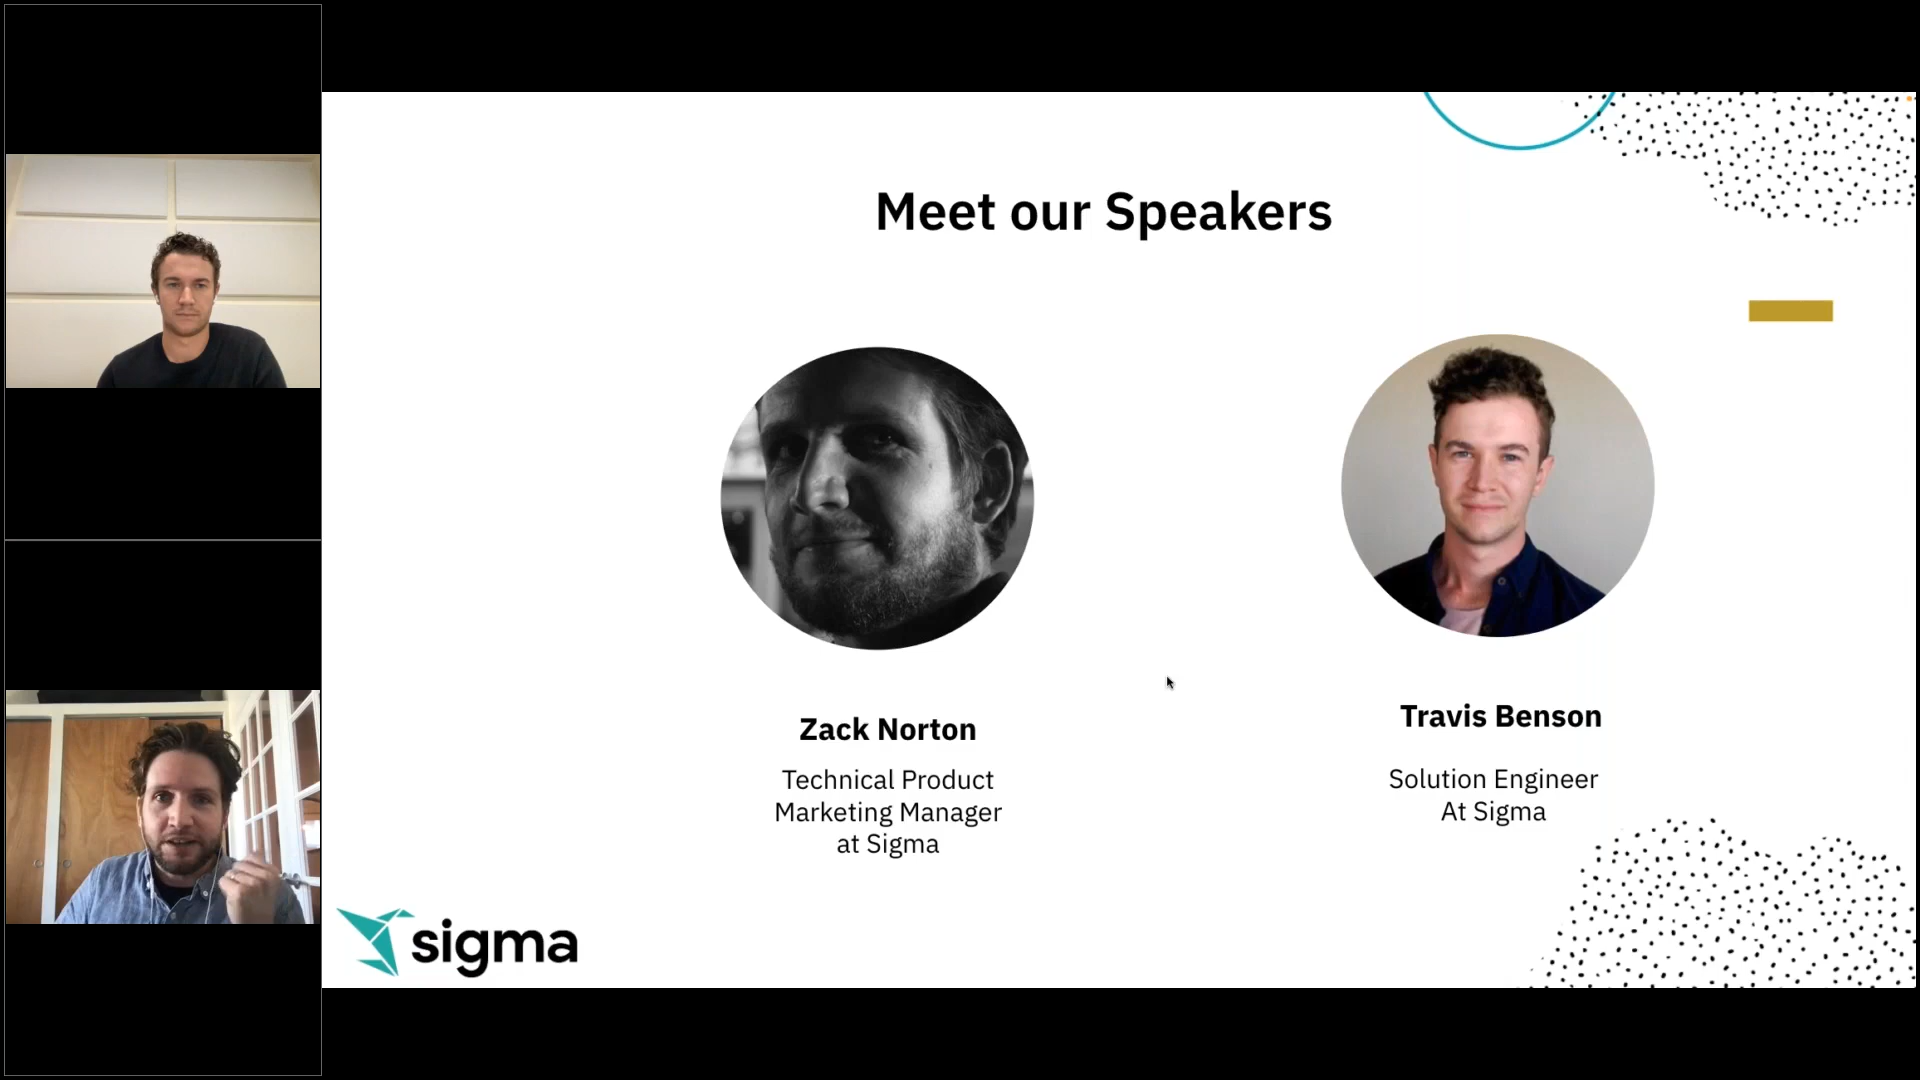 Meet our Speakers
Zack Norton
Technical Product
Marketing Manager
at Sigma
Travis Benson
Solution Engineer
At Sigma
sigma